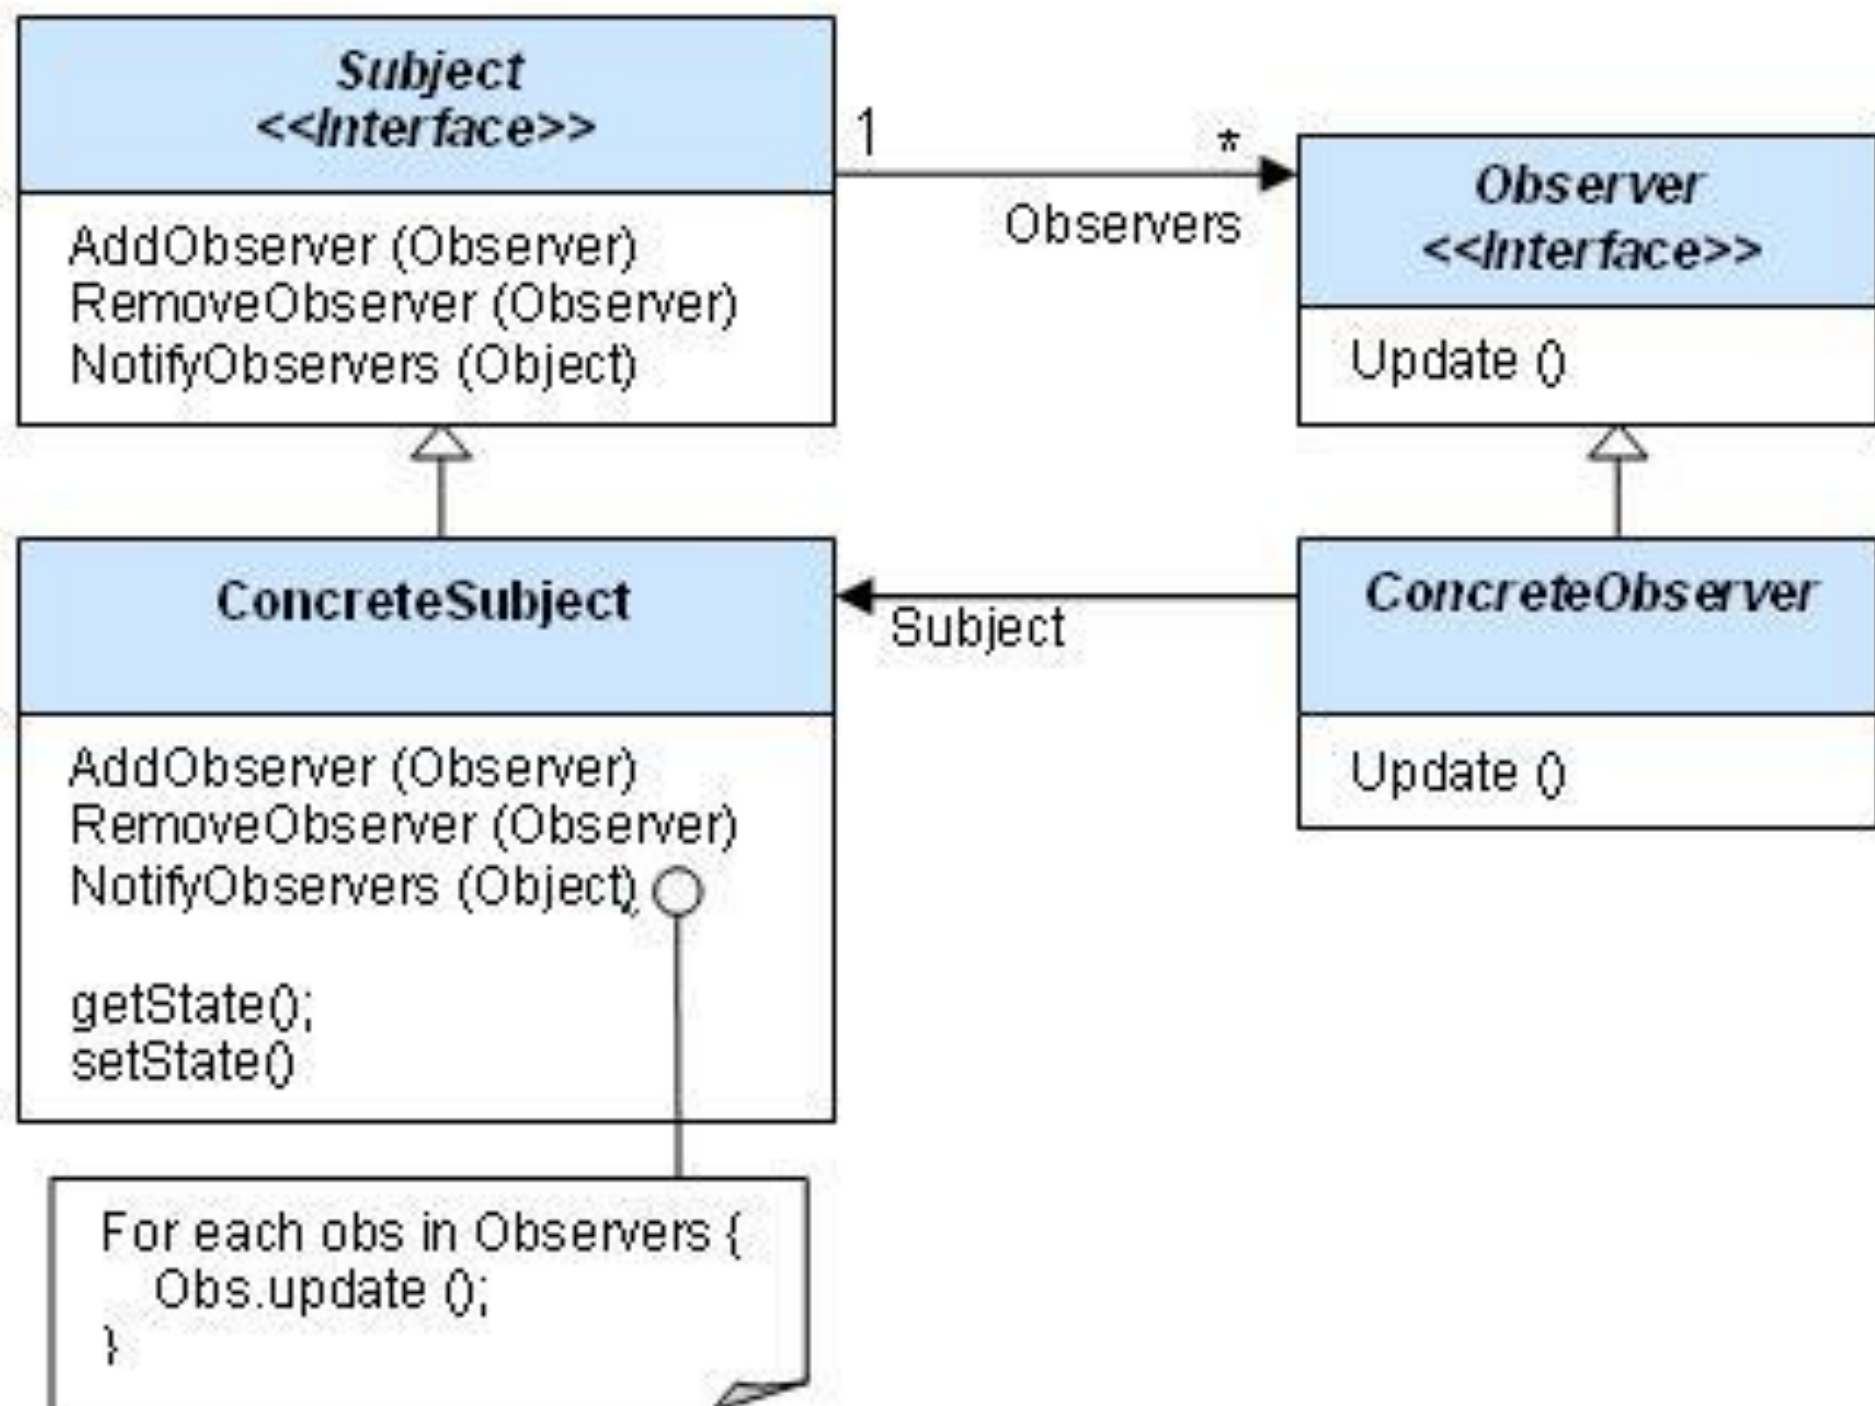 Subject
<<Interface>>
AddObserver (Observer)
RemoveObserver (Observer)
NotifyObservers (Object)
1
*
Observers
Observer
<<Interface>>
Update ()
ConcreteSubject
AddObserver (Observer)
RemoveObserver (Observer)
NotifyObservers (Object)
getState();
setState()
Subject
ConcreteObserver
Update ()
For each obs in Observers {
Obs.update ();
}